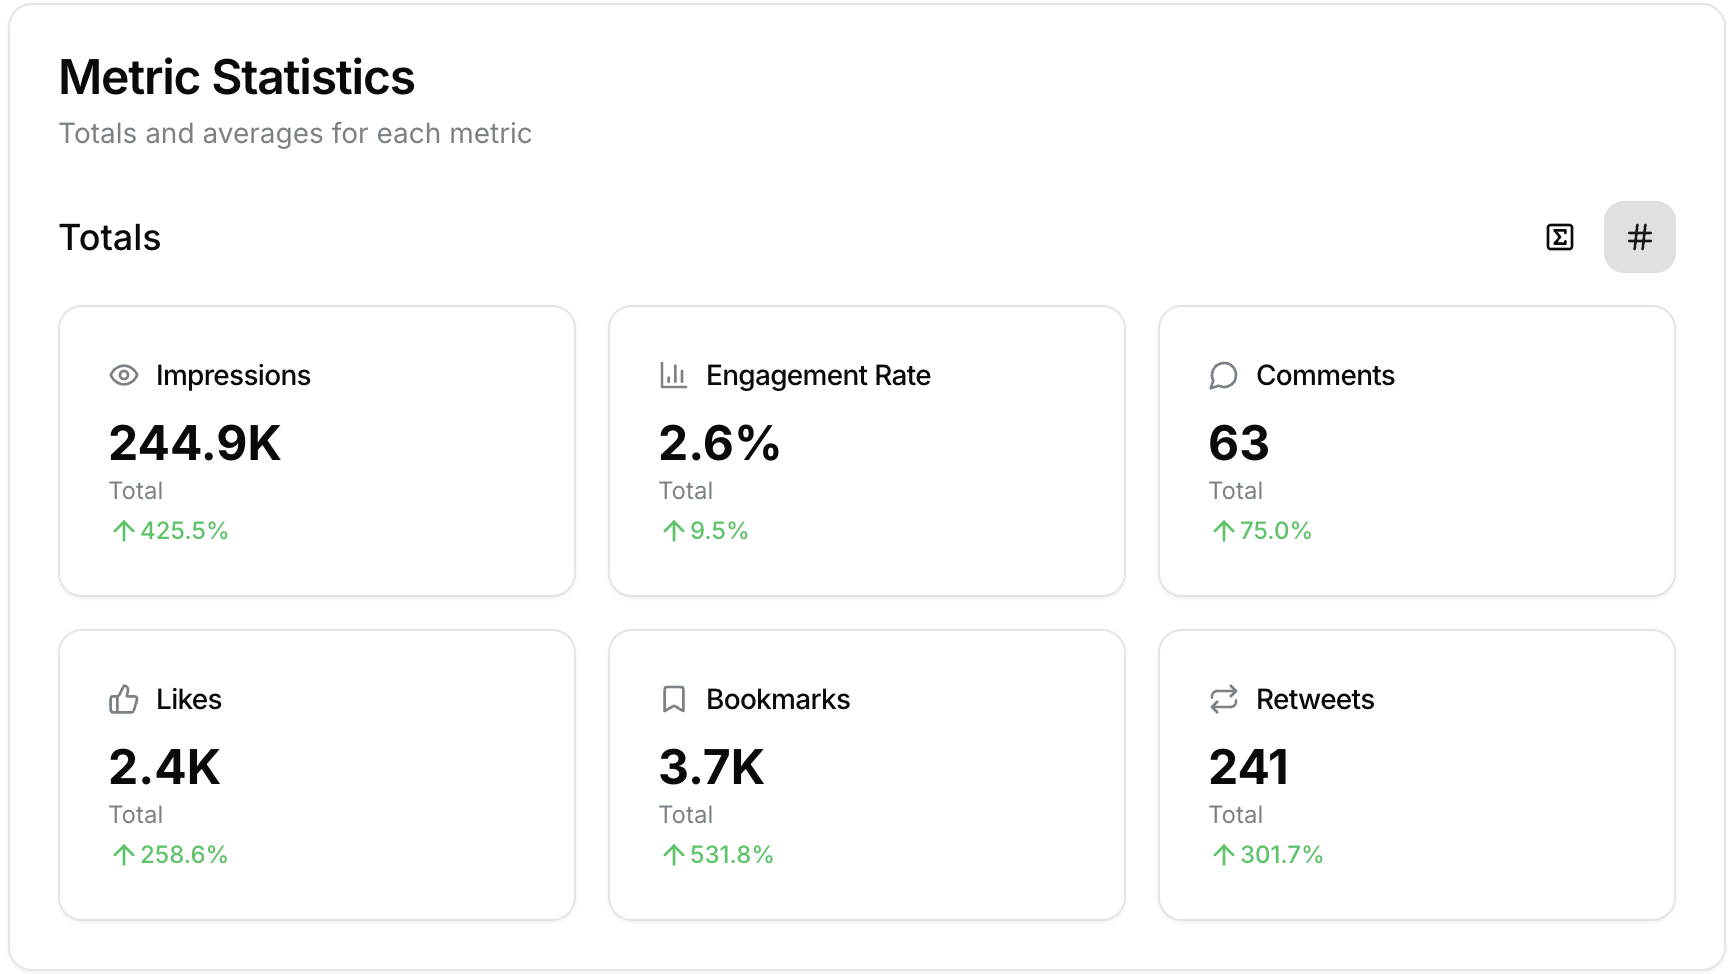 Metric Statistics
Totals and averages for each metric
Totals
Impressions
244.9K
Total
↑425.5%
Engagement Rate
2.6%
Total
↑9.5%
Comments
63
Total
↑75.0%
Likes
2.4K
Total
↑258.6%
Bookmarks
3.7K
Total
↑531.8%
Retweets
241
Total
↑301.7%